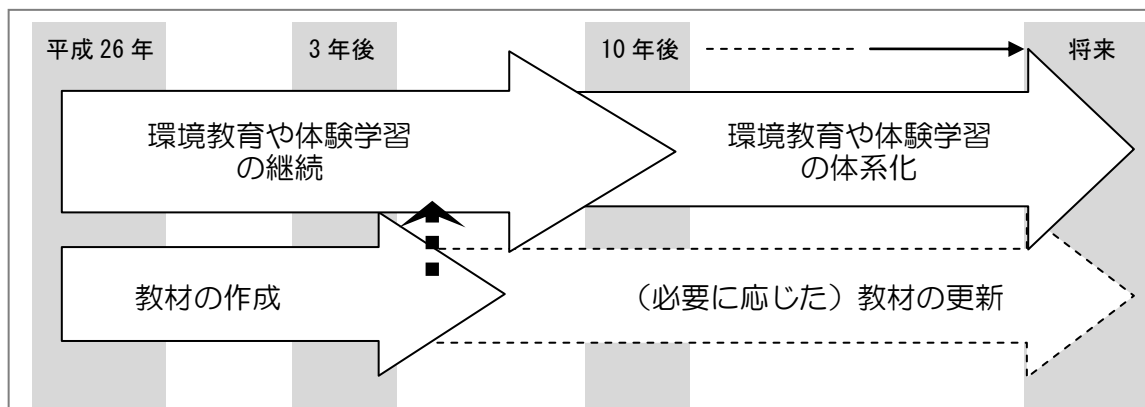 平成 26 年
3 年後
10 年後
将来
環境教育や体験学習
の継続
環境教育や体験学習
の体系化
教材の作成
（必要に応じた）教材の更新